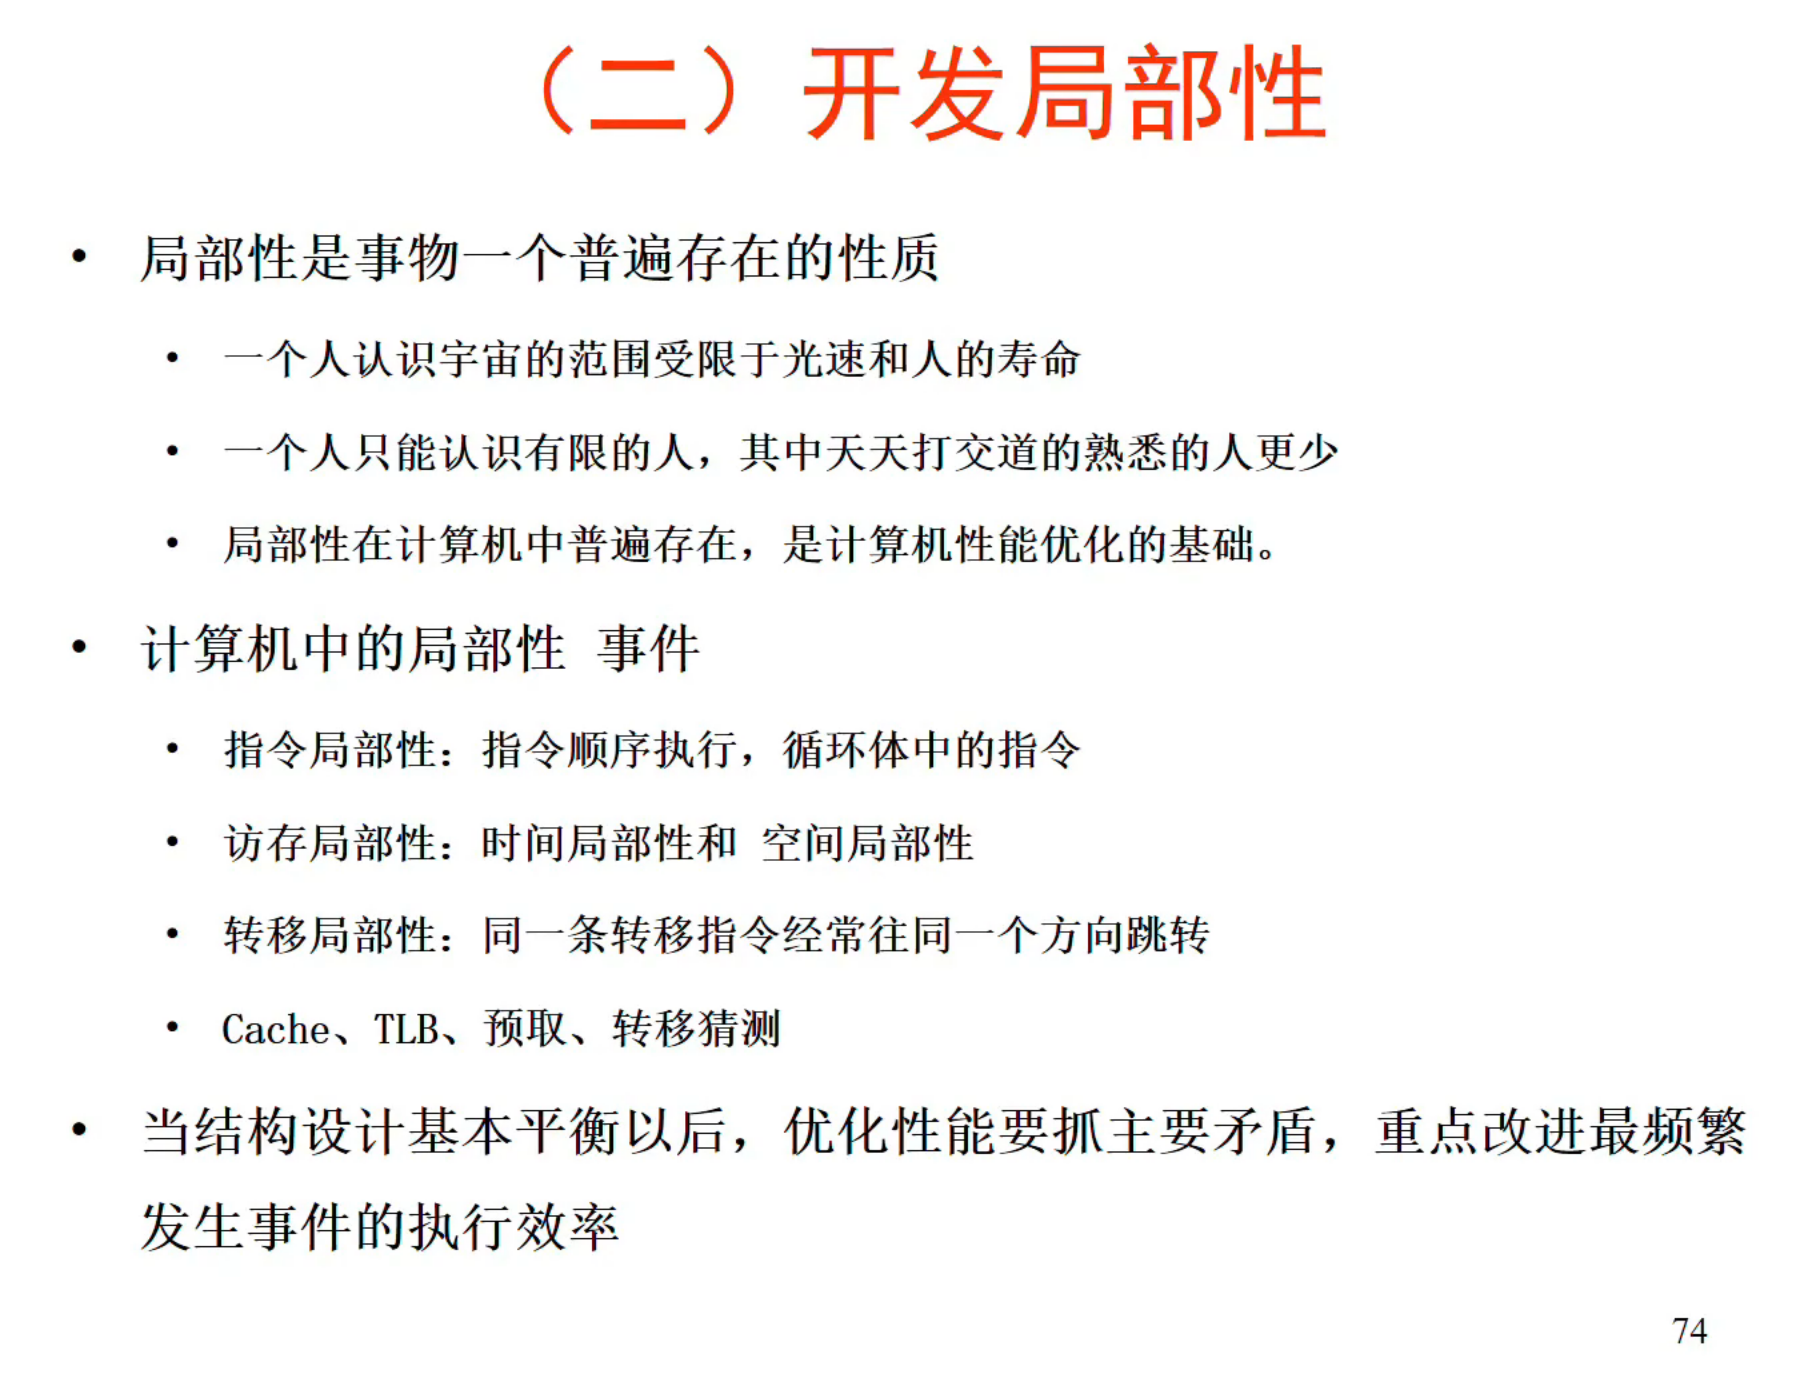 （二）开发局部性
• 局部性是事物一个普遍存在的性质
• 一个人认识宇宙的范围受限于光速和人的寿命
• 一个人只能认识有限的人，其中天天打交道的熟悉的人更少
• 局部性在计算机中普遍存在，是计算机性能优化的基础。
• 计算机中的局部性 事件
• 指令局部性：指令顺序执行，循环体中的指令
• 访存局部性：时间局部性和 空间局部性
• 转移局部性：同一条转移指令经常往同一个方向跳转
• Cache、TLB、预取、转移猜测
• 当结构设计基本平衡以后，优化性能要抓主要矛盾，重点改进最频繁
发生事件的执行效率
74